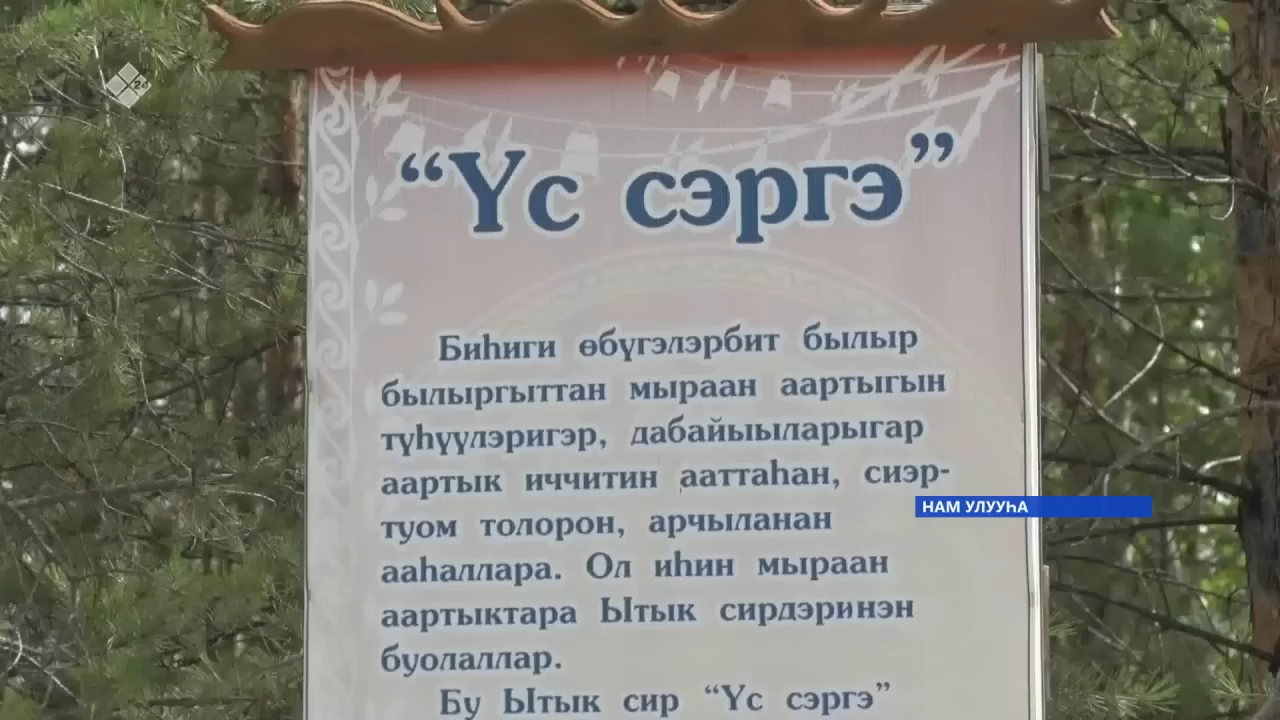 Х24
“Үс сэргэ”
Биһиги өбүгэлэрбит былыр
былыргыттан мыраан аартыгын
түһүүлэригэр, дабайыыларыгар
аартык иччитин ааттаһан, сиэр-
туом толорон, арчыланан
ааһаллара. Ол иһин мыраан
аартыктара Ытык сирдэринэн
буолаллар.
Бу Ытык сир “Үс сэргэ”
НАМ УЛУУҺА